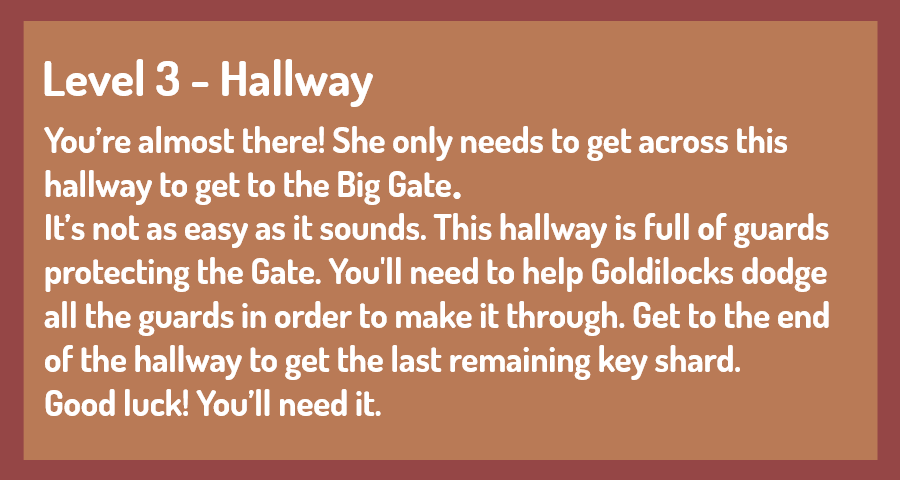 Level 3 - Hallway
You’re almost there! She only needs to get across this
hallway to get to the Big Gate.
It’s not as easy as it sounds. This hallway is full of guards
protecting the Gate. You'll need to help Goldilocks dodge
all the guards in order to make it through. Get to the end
of the hallway to get the last remaining key shard.
Good luck! You’ll need it.